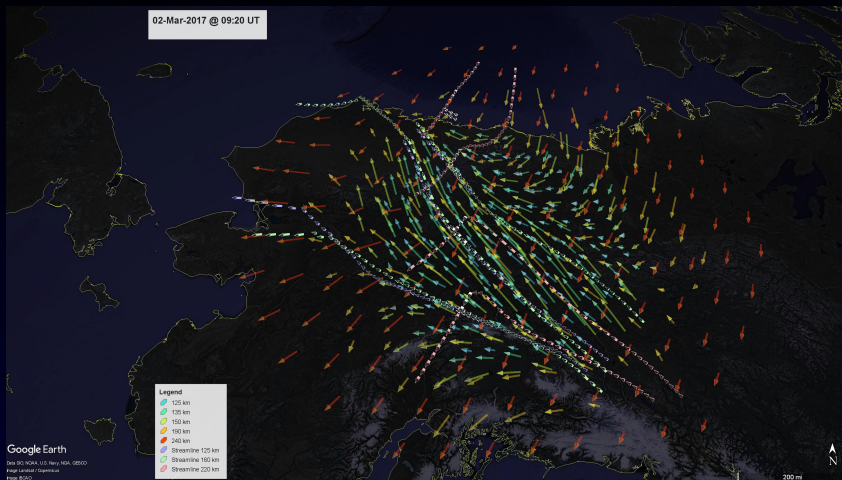 02-Mar-2017 @ 09:20 UT
Legend
125 km
135 km
150 km
190 km
240 km
Streamline 125 km
Streamline 160 km
Streamline 220 km
Google Earth
Data SIO, NOAA, U.S. Navy, NGA, GEBCO
Image Landsat / Copernicus
Image IBCAO
N
200 mi